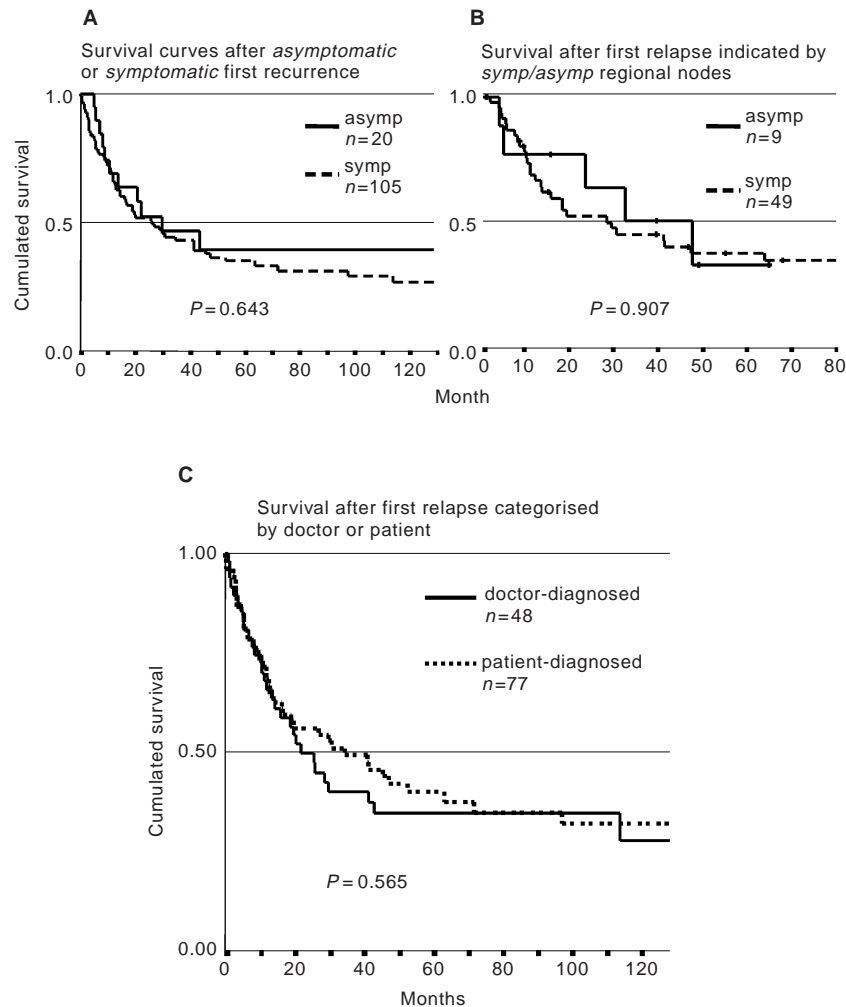 A
Survival curves after asymptomatic
or symptomatic first recurrence
1.0
0.5
0.0
Cumulated survival
asymp
n=20
symp
n=105
P=0.643
0 20 40 60 80 100 120
B
Survival after first relapse indicated by
symp/asymp regional nodes
1.0
0.5
0.0
asymp
n=9
symp
n=49
P=0.907
0 10 20 30 40 50 60 70 80
Month
C
Survival after first relapse categorised
by doctor or patient
1.00
0.50
0.00
Cumulated survival
doctor-diagnosed
n=48
patient-diagnosed
n=77
P=0.565
0 20 40 60 80 100 120
Months